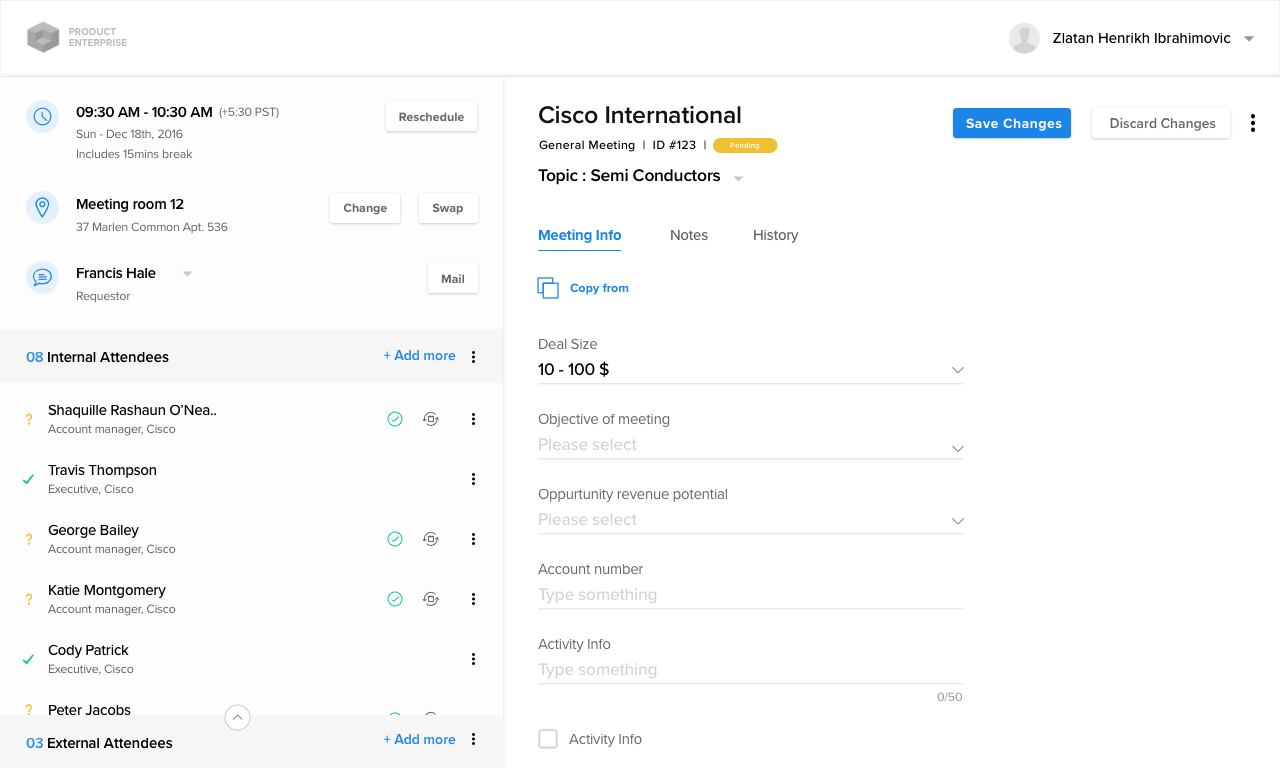 PRODUCT
ENTERPRISE
Zlatan Henrikh Ibrahimovic
09:30 AM - 10:30 AM (+5:30 PST)
Reschedule
Sun - Dec 18th, 2016
Includes 15mins break
Meeting room 12
Change
Swap
37 Marlen Common Apt. 536
Francis Hale
Mail
Requestor
08 Internal Attendees
+ Add more
?
Shaquille Rashaun O’Nea..
Account manager, Cisco
Travis Thompson
Executive, Cisco
?
George Bailey
Account manager, Cisco
?
Katie Montgomery
Account manager, Cisco
Cody Patrick
Executive, Cisco
?
Peter Jacobs
03 External Attendees
+ Add more
Cisco International
Save Changes
Discard Changes
General Meeting | ID #123 | Pending
Topic : Semi Conductors
Meeting Info
Notes
History
Copy from
Deal Size
10 - 100 $
Objective of meeting
Please select
Oppurtunity revenue potential
Please select
Account number
Type something
Activity Info
Type something
0/50
Activity Info